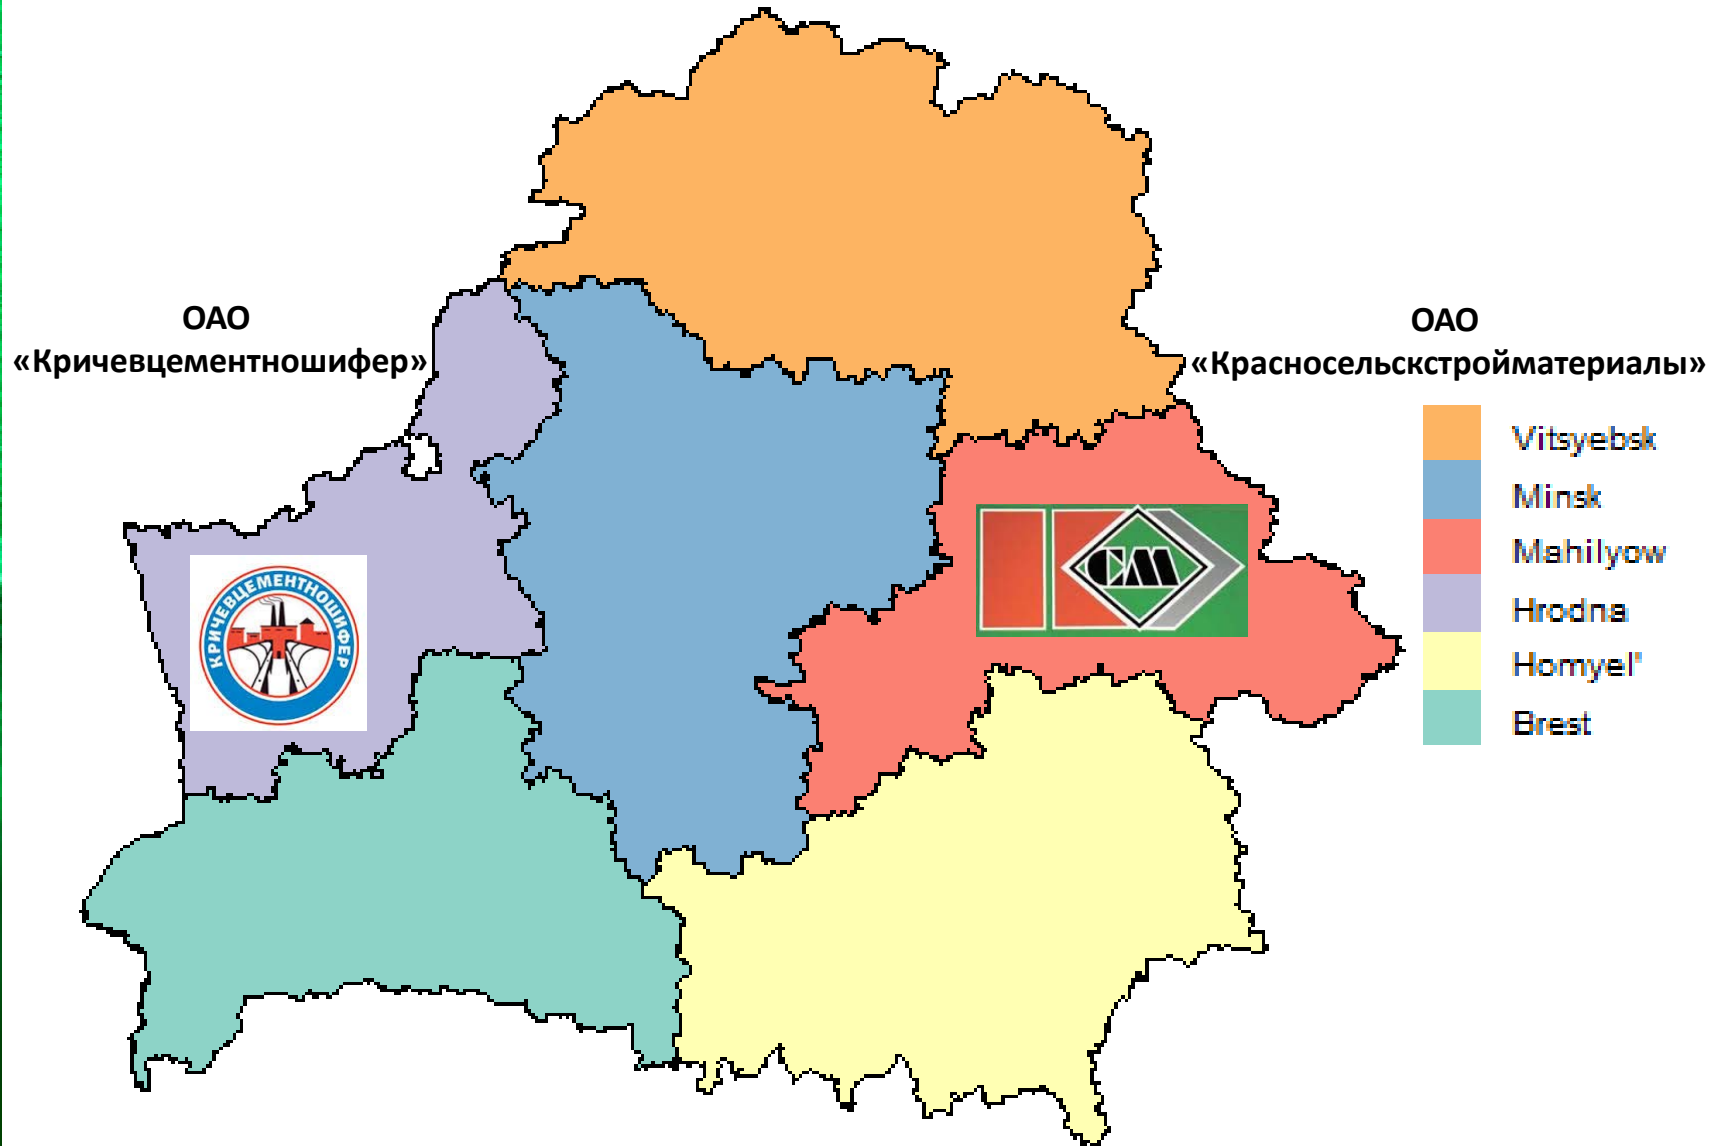 ОАО
«Кричевцементношифер»
ОАО
«Красносельскстройматериалы»
Vitsyebsk
Minsk
Mahilyow
Hrodna
Homyel'
Brest
КРИЧЕВЦЕМЕНТНОШИФЕР
СМ